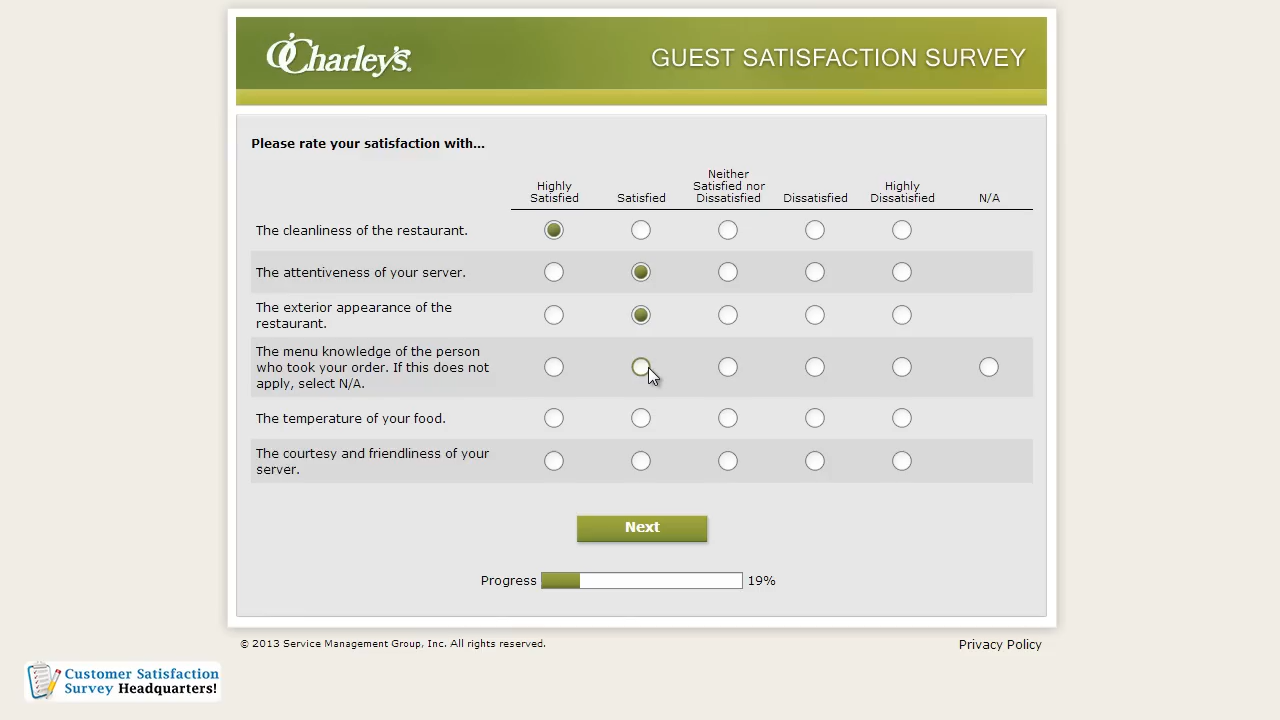 O'Charley's®
GUEST SATISFACTION SURVEY
Please rate your satisfaction with...
Highly Satisfied
Satisfied
Neither Satisfied nor Dissatisfied
Dissatisfied
Highly Dissatisfied
N/A
The cleanliness of the restaurant.
The attentiveness of your server.
The exterior appearance of the
restaurant.
The menu knowledge of the person
who took your order. If this does not
apply, select N/A.
The temperature of your food.
The courtesy and friendliness of your
server.
Next
Progress 19%
© 2013 Service Management Group, Inc. All rights reserved.
Privacy Policy
Customer Satisfaction
Survey Headquarters!